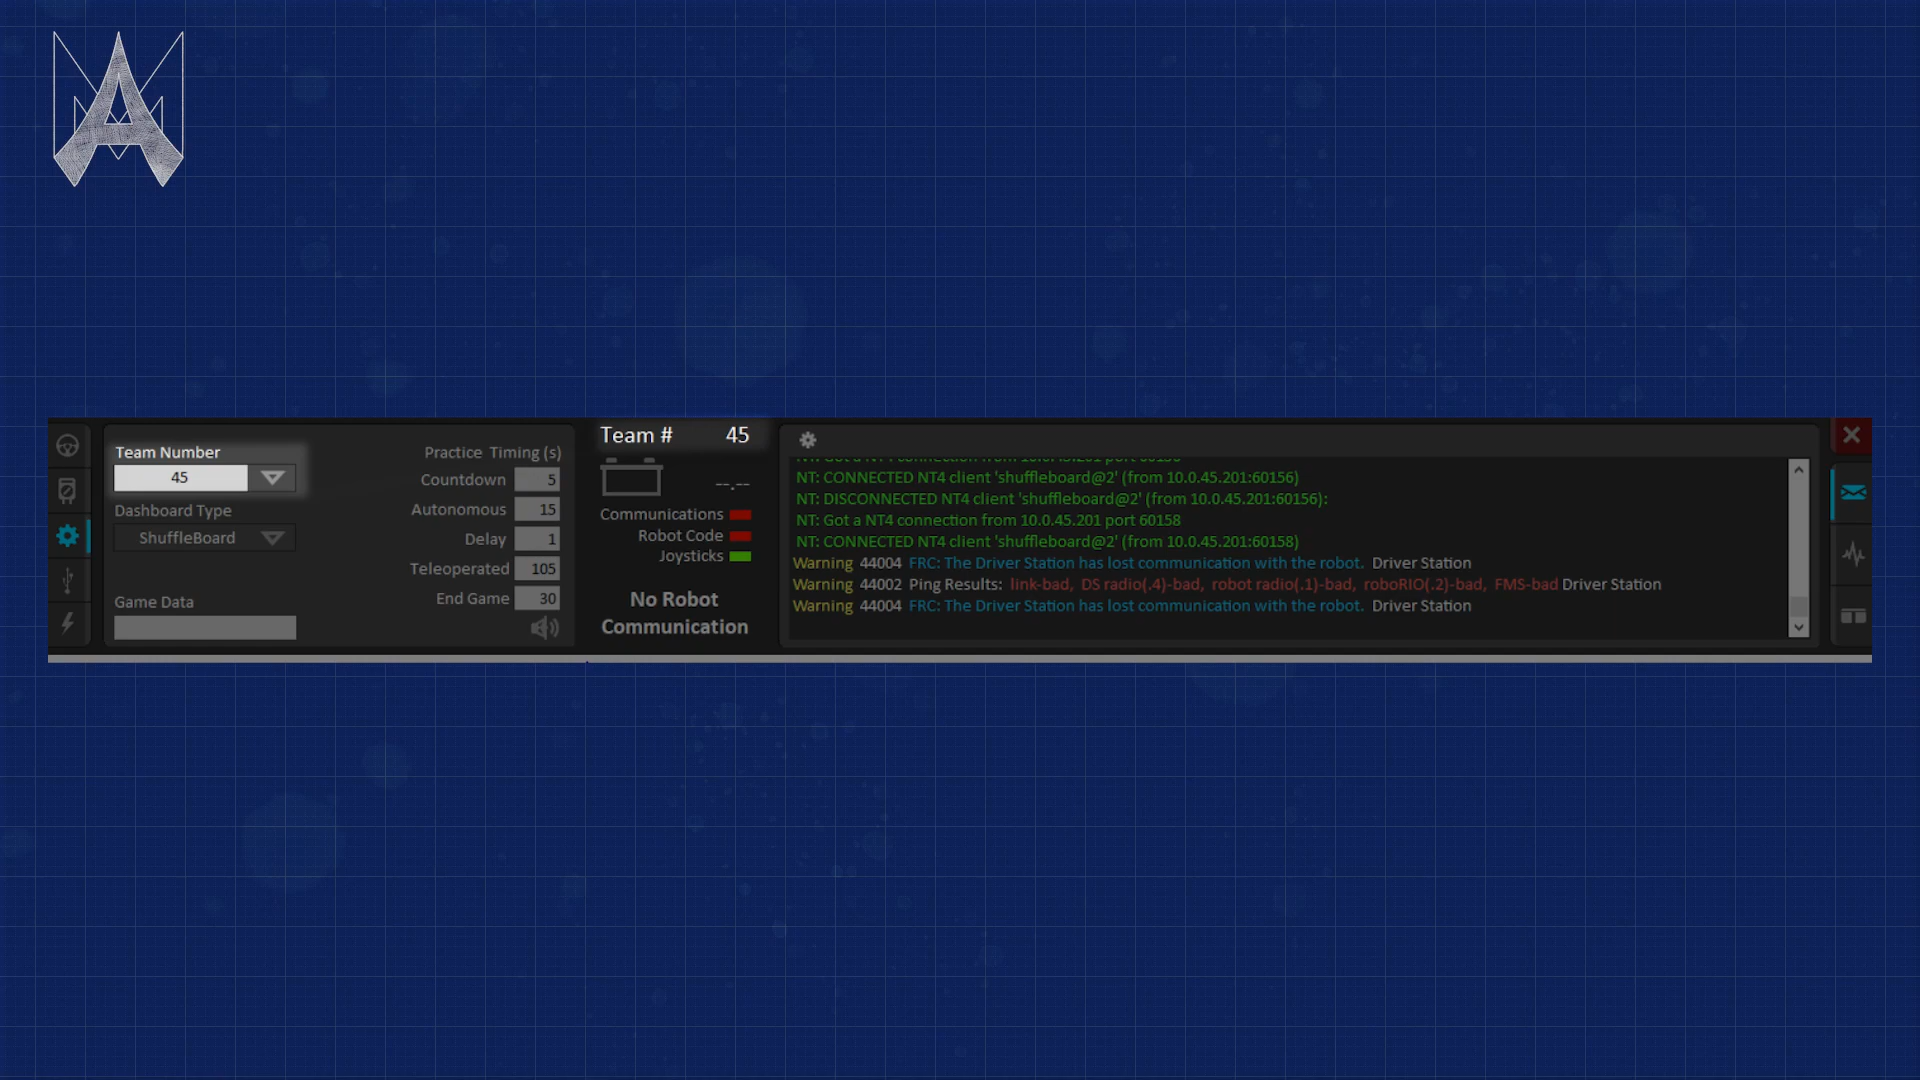 Team Number
45
Dashboard Type
ShuffleBoard
Game Data
Practice Timing (s)
Countdown 5
Autonomous 15
Delay 1
Teleoperated 105
End Game 30
Team # 45
--.--
Communications
Robot Code
Joysticks
No Robot
Communication
NT: CONNECTED NT4 client 'shuffleboard@2' (from 10.0.45.201:60156)
NT: DISCONNECTED NT4 client 'shuffleboard@2' (from 10.0.45.201:60156):
NT: Got a NT4 connection from 10.0.45.201 port 60158
NT: CONNECTED NT4 client 'shuffleboard@2' (from 10.0.45.201:60158)
Warning 44004 FRC: The Driver Station has lost communication with the robot. Driver Station
Warning 44002 Ping Results: link-bad, DS radio(.4)-bad, robot radio(.1)-bad, roboRIO(.2)-bad, FMS-bad Driver Station
Warning 44004 FRC: The Driver Station has lost communication with the robot. Driver Station